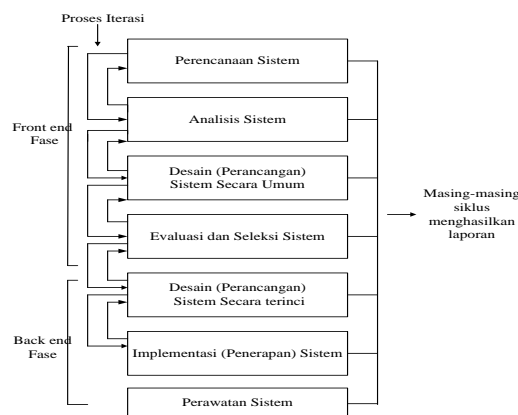 Proses Iterasi
Perencanaan Sistem
Analisis Sistem
Front end
Fase
Desain (Perancangan)
Sistem Secara Umum
Masing-masing
siklus
menghasilkan
laporan
Evaluasi dan Seleksi Sistem
Desain (Perancangan)
Sistem Secara terinci
Back end
Fase
Implementasi (Penerapan) Sistem
Perawatan Sistem